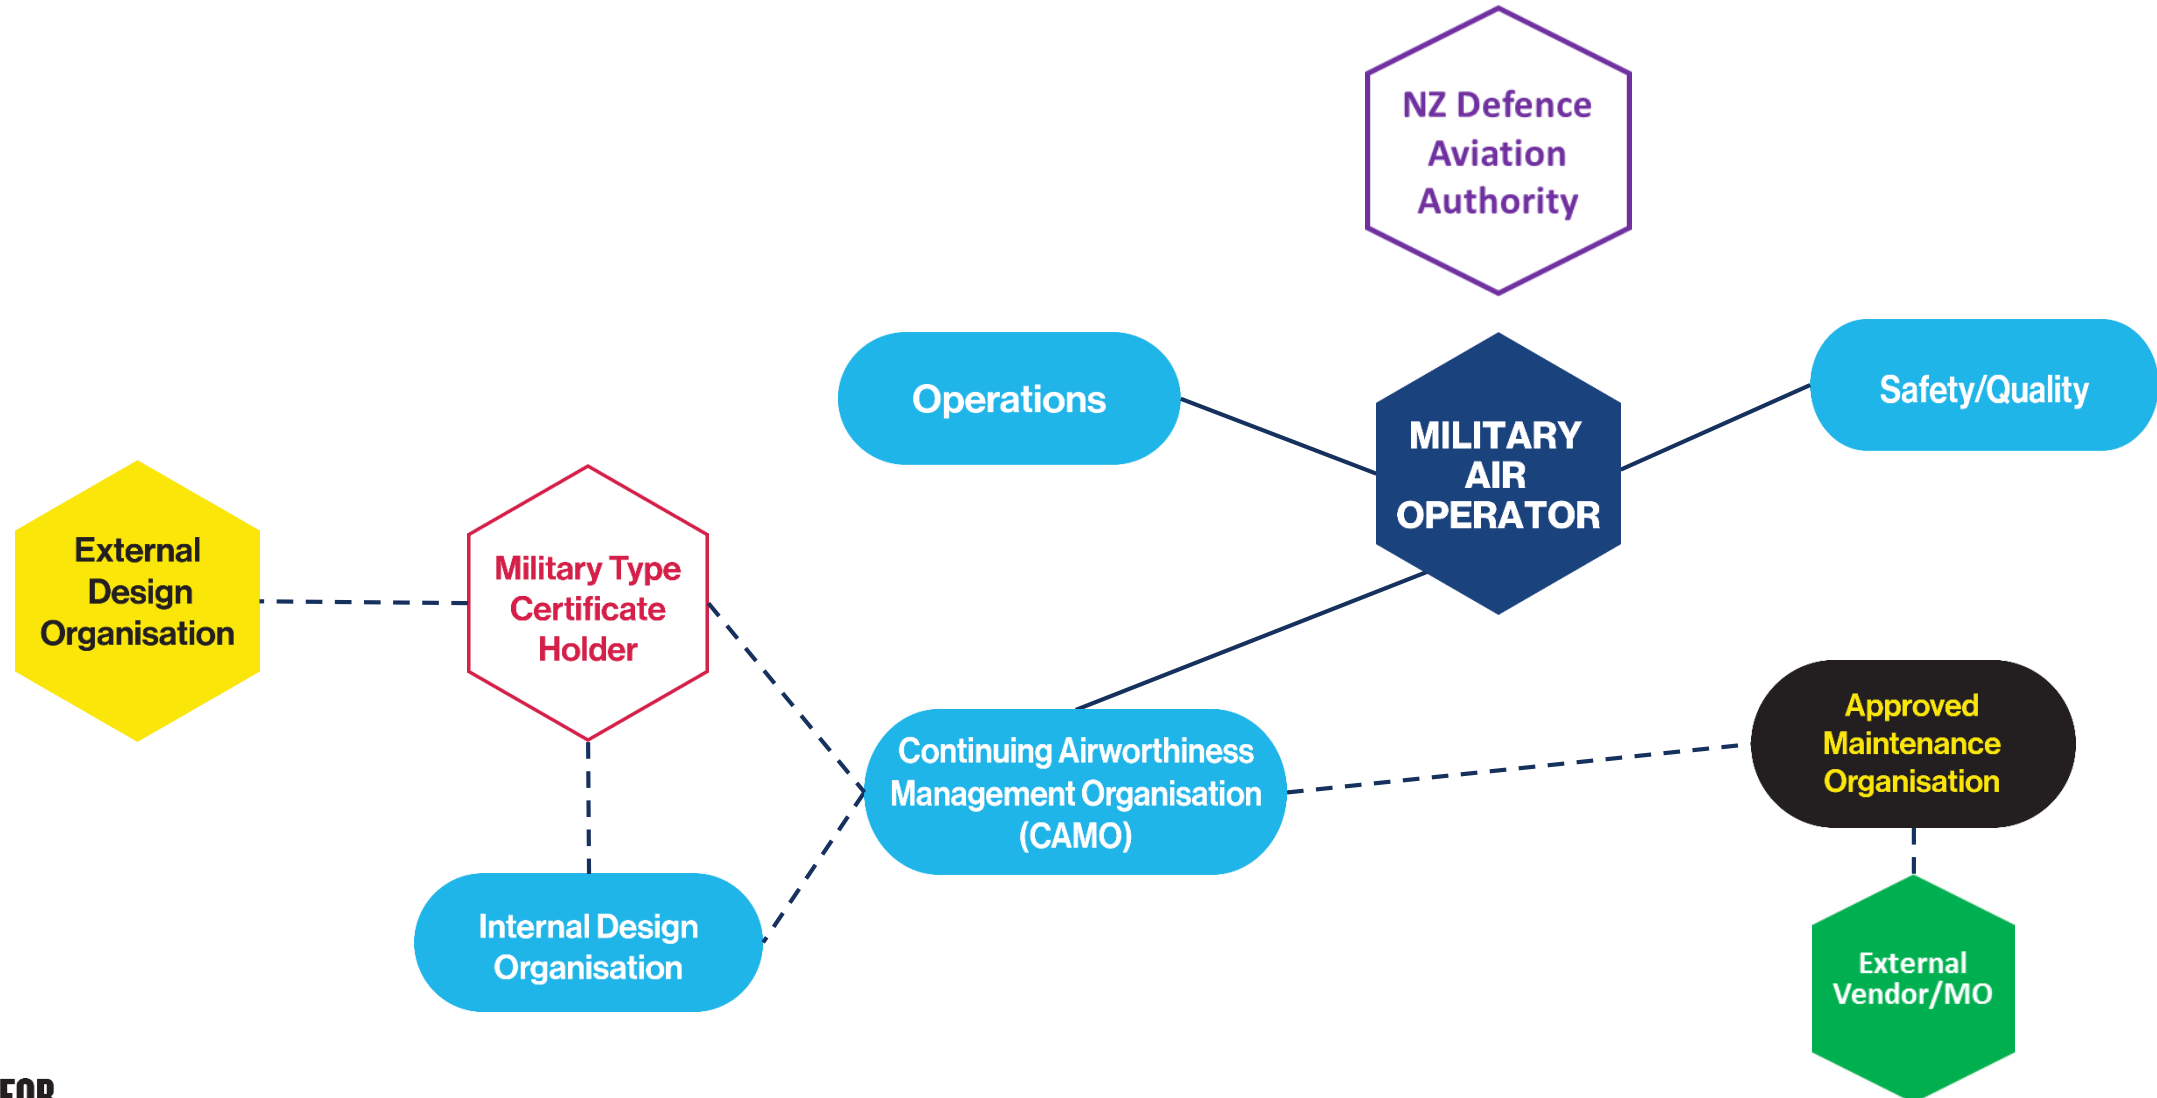 NZ Defence
Aviation
Authority
Operations
Safety/Quality
MILITARY
AIR
OPERATOR
External
Design
Organisation
Military Type
Certificate
Holder
Continuing Airworthiness
Management Organisation
(CAMO)
Approved
Maintenance
Organisation
Internal Design
Organisation
External
Vendor/MO
FOR